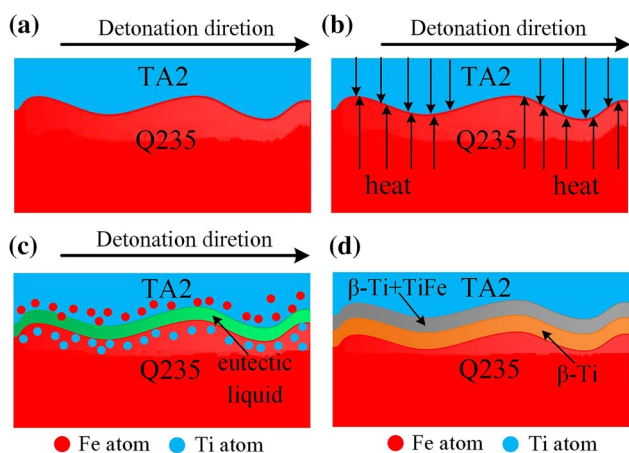 (a)
Detonation diretion
TA2
Q235
(b)
Detonation diretion
TA2
Q235
heat
heat
(c)
Detonation diretion
TA2
Q235
eutectic
liquid
Fe atom
Ti atom
(d)
TA2
β-Ti+TiFe
Q235
β-Ti
Fe atom
Ti atom